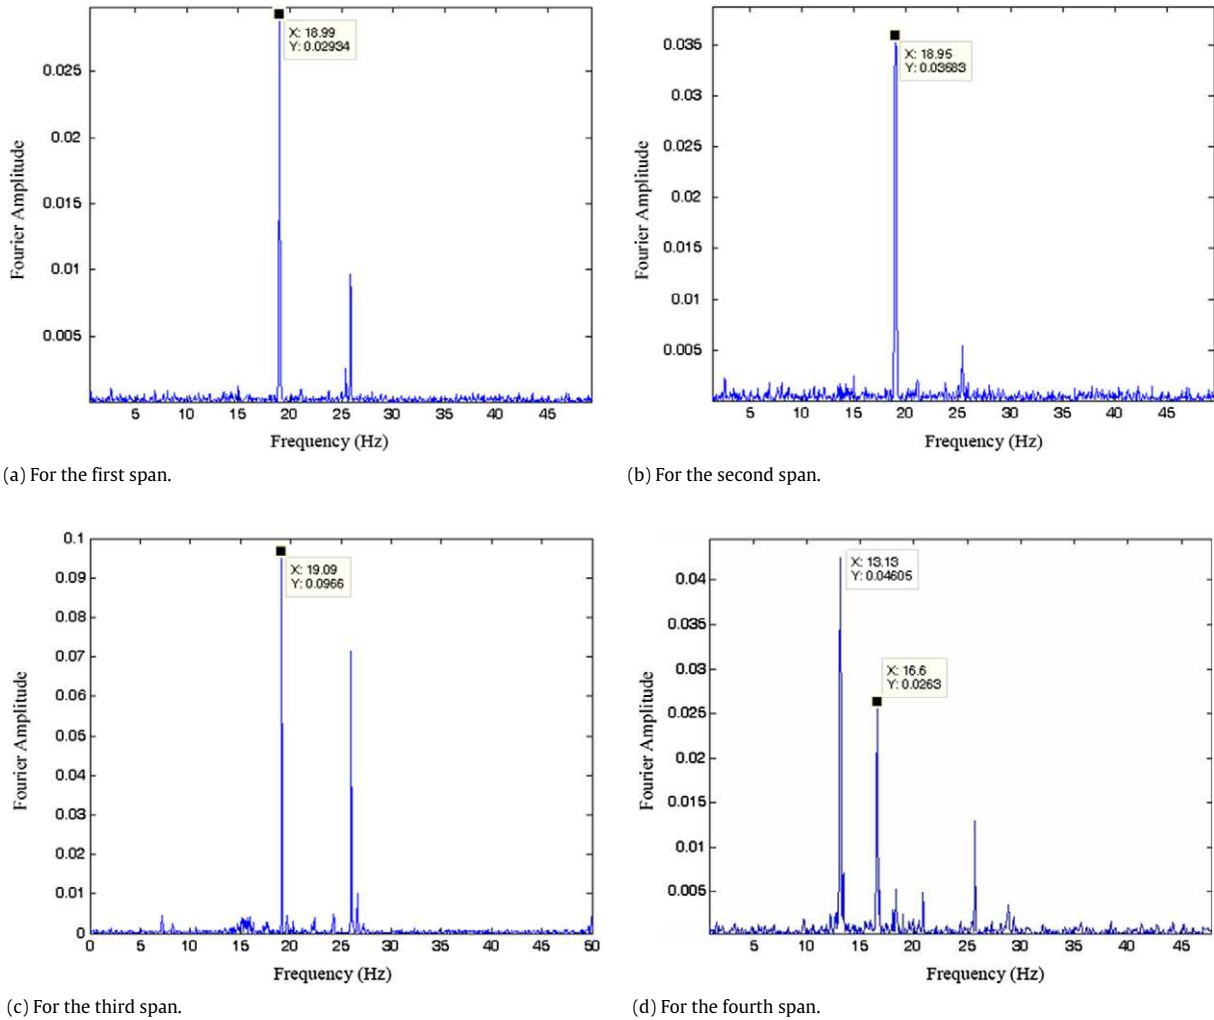 X: 18.99
Y: 0.02934
0.025
0.02
0.015
0.01
0.005
Fourier Amplitude
5 10 15 20 25 30 35 40 45
Frequency (Hz)
(a) For the first span.
X: 18.95
Y: 0.03683
0.035
0.03
0.025
0.02
0.015
0.01
0.005
Fourier Amplitude
5 10 15 20 25 30 35 40 45
Frequency (Hz)
(b) For the second span.
X: 19.09
Y: 0.0966
0.1
0.09
0.08
0.07
0.06
0.05
0.04
0.03
0.02
0.01
0
Fourier Amplitude
0 5 10 15 20 25 30 35 40 45 50
Frequency (Hz)
(c) For the third span.
X: 13.13
Y: 0.04605
X: 16.6
Y: 0.0263
0.04
0.035
0.03
0.025
0.02
0.015
0.01
0.005
Fourier Amplitude
5 10 15 20 25 30 35 40 45
Frequency (Hz)
(d) For the fourth span.